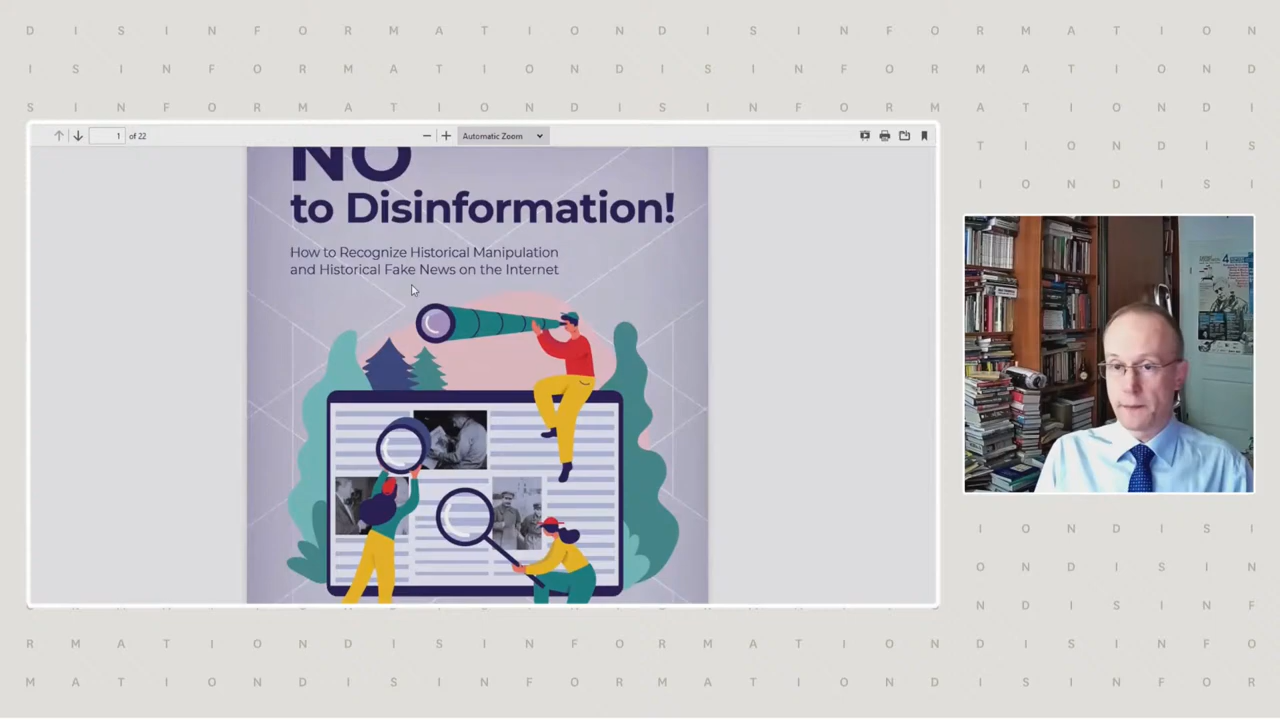 D I S I N F O R M A T I O N D I S I N F O R M A T I O N
I S I N F O R M A T I O N D I S I N F O R M A T I O N D
S I N F O R M A T I O N D I S I N F O R M A T I O N D I
1 of 22
Automatic Zoom
T I O N D I S
I O N D I S I
NO
to Disinformation!
How to Recognize Historical Manipulation
and Historical Fake News on the Internet
I O N D I S I
O N D I S I N
N D I S I N F
R M A T I O N D I S I N F O R M A T I O N D I S I N F O
M A T I O N D I S I N F O R M A T I O N D I S I N F O R